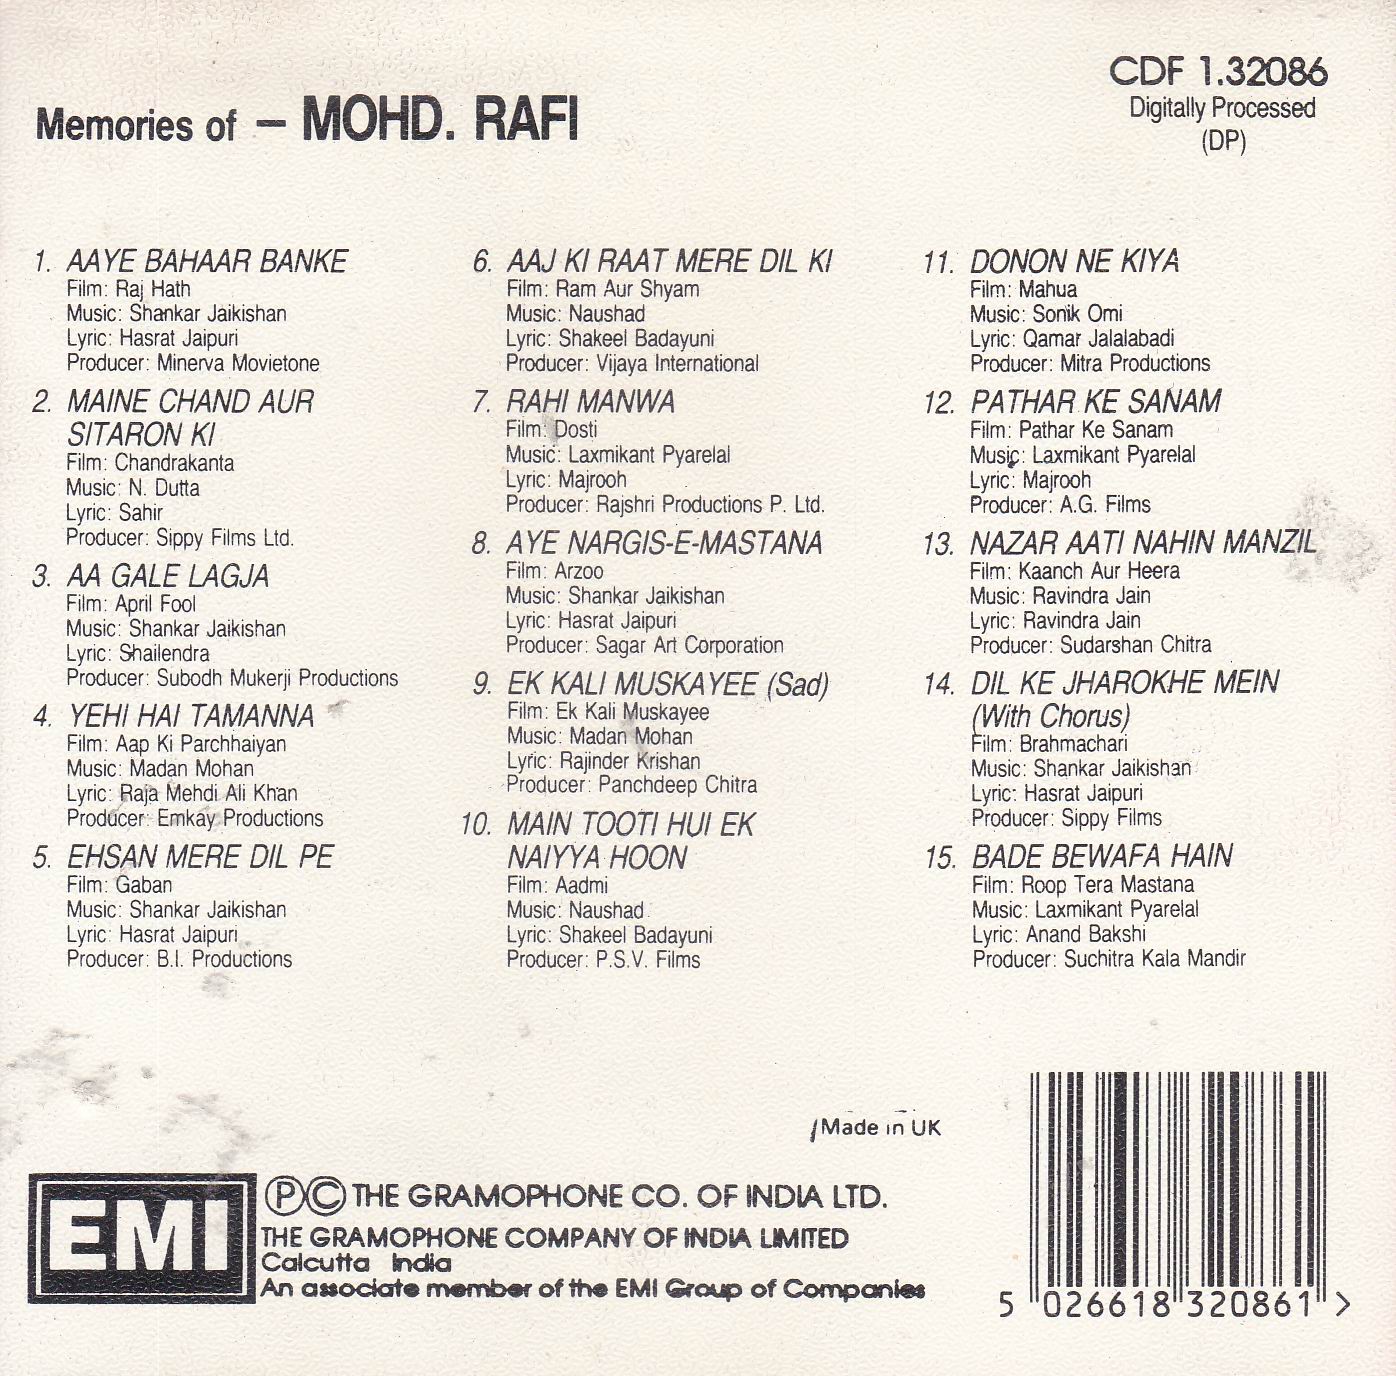 Memories of – MOHD. RAFI
CDF 1.32086
Digitally Processed
(DP)
1. AAYE BAHAAR BANKE
Film: Raj Hath
Music: Shankar Jaikishan
Lyric: Hasrat Jaipuri
Producer: Minerva Movietone
2. MAINE CHAND AUR
SITARON KI
Film: Chandrakanta
Music: N. Dutta
Lyric: Sahir
Producer: Sippy Films Ltd.
3. AA GALE LAGJA
Film: April Fool
Music: Shankar Jaikishan
Lyric: Shailendra
Producer: Subodh Mukerji Productions
4. YEHI HAI TAMANNA
Film: Aap Ki Parchhaiyan
Music: Madan Mohan
Lyric: Raja Mehdi Ali Khan
Producer: Emkay Productions
5. EHSAN MERE DIL PE
Film: Gaban
Music: Shankar Jaikishan
Lyric: Hasrat Jaipuri
Producer: B.I. Productions
6. AAJ KI RAAT MERE DIL KI
Film: Ram Aur Shyam
Music: Naushad
Lyric: Shakeel Badayuni
Producer: Vijaya International
7. RAHI MANWA
Film: Dosti
Music: Laxmikant Pyarelal
Lyric: Majrooh
Producer: Rajshri Productions P. Ltd.
8. AYE NARGIS-E-MASTANA
Film: Arzoo
Music: Shankar Jaikishan
Lyric: Hasrat Jaipuri
Producer: Sagar Art Corporation
9. EK KALI MUSKAYEE (Sad)
Film: Ek Kali Muskayee
Music: Madan Mohan
Lyric: Rajinder Krishan
Producer: Panchdeep Chitra
10. MAIN TOOTI HUI EK
NAIYYA HOON
Film: Aadmi
Music: Naushad
Lyric: Shakeel Badayuni
Producer: P.S.V. Films
11. DONON NE KIYA
Film: Mahua
Music: Sonik Omi
Lyric: Qamar Jalalabadi
Producer: Mitra Productions
12. PATHAR KE SANAM
Film: Pathar Ke Sanam
Music: Laxmikant Pyarelal
Lyric: Majrooh
Producer: A.G. Films
13. NAZAR AATI NAHIN MANZIL
Film: Kaanch Aur Heera
Music: Ravindra Jain
Lyric: Ravindra Jain
Producer: Sudarshan Chitra
14. DIL KE JHAROKHE MEIN
(With Chorus)
Film: Brahmachari
Music: Shankar Jaikishan
Lyric: Hasrat Jaipuri
Producer: Sippy Films
15. BADE BEWAFA HAIN
Film: Roop Tera Mastana
Music: Laxmikant Pyarelal
Lyric: Anand Bakshi
Producer: Suchitra Kala Mandir
Made in UK
EMI
ⓅⒸ THE GRAMOPHONE CO. OF INDIA LTD.
THE GRAMOPHONE COMPANY OF INDIA LIMITED
Calcutta India
An associate member of the EMI Group of Companies
5 026618 320861 >